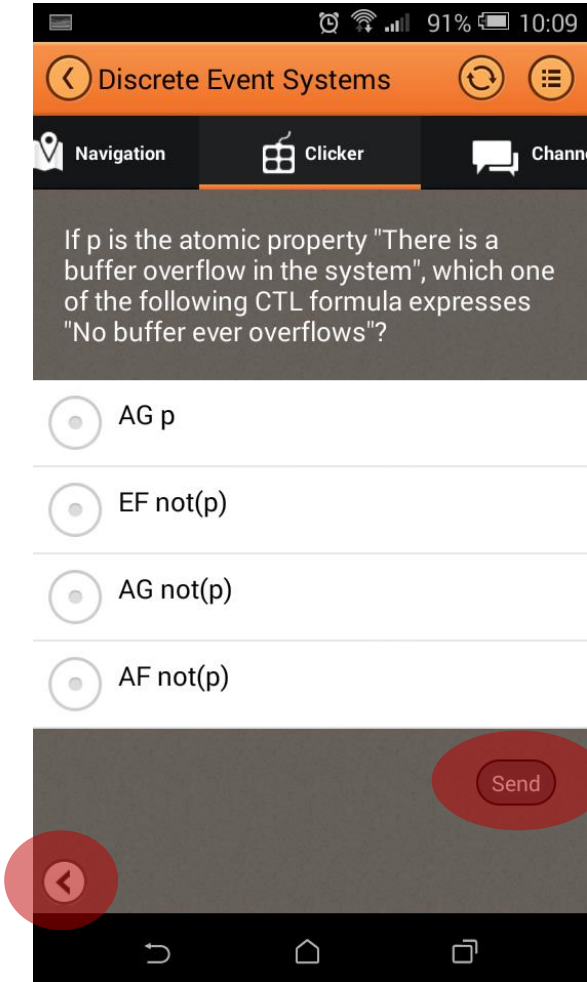 91% 10:09
Discrete Event Systems
Navigation Clicker Chann
If p is the atomic property "There is a
buffer overflow in the system", which one
of the following CTL formula expresses
"No buffer ever overflows"?
AG p
EF not(p)
AG not(p)
AF not(p)
Send